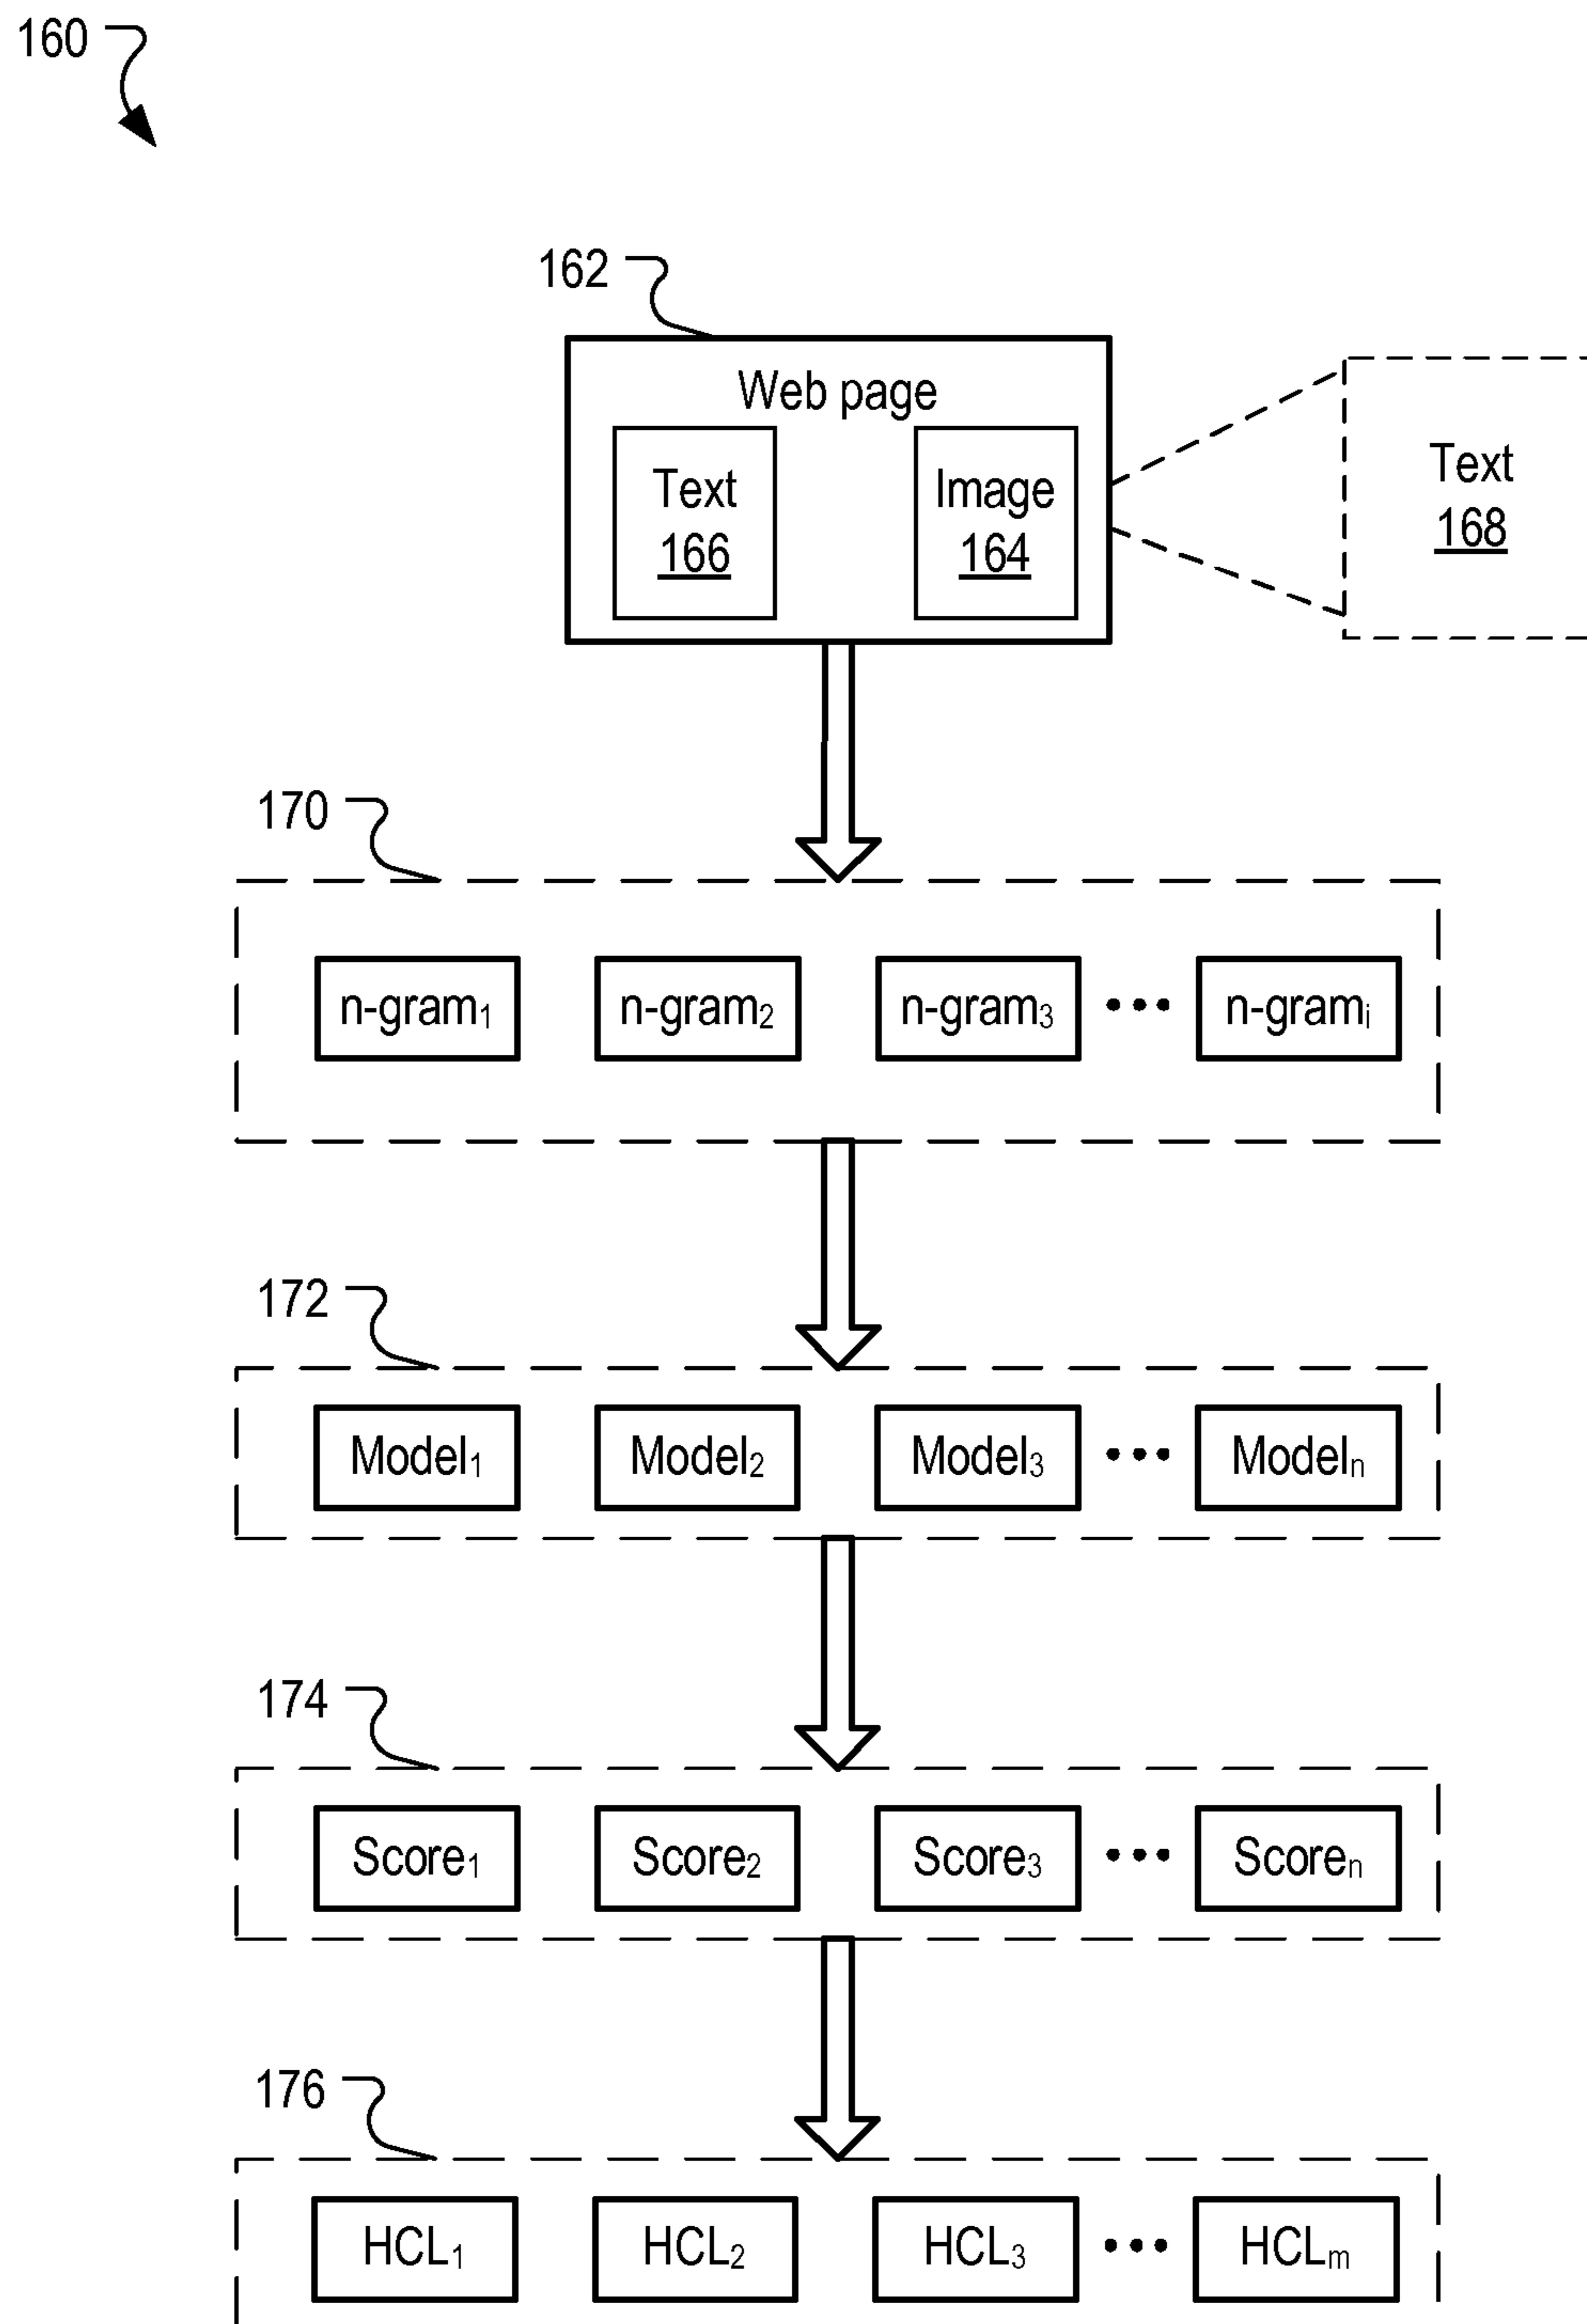 160
162
Web page
Text
166
Image
164
Text
168
170
n-gram1 n-gram2 n-gram3 ••• n-grami
172
Model1 Model2 Model3 ••• Modeln
174
Score1 Score2 Score3 ••• Scoren
176
HCL1 HCL2 HCL3 ••• HCLm